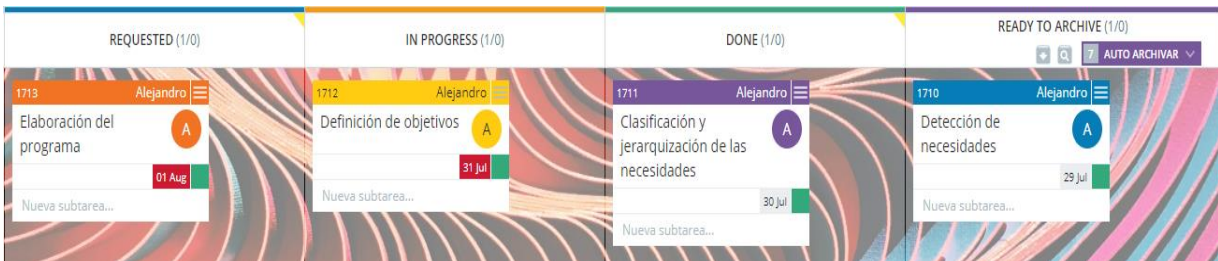 REQUESTED (1/0)
IN PROGRESS (1/0)
DONE (1/0)
READY TO ARCHIVE (1/0)
7 AUTO ARCHIVAR
1713 Alejandro
Elaboración del
programa
A
01 Aug
Nueva subtarea...
1712 Alejandro
Definición de objetivos
A
31 Jul
Nueva subtarea...
1711 Alejandro
Clasificación y
jerarquización de las
necesidades
A
30 Jul
Nueva subtarea...
1710 Alejandro
Detección de
necesidades
A
29 Jul
Nueva subtarea...